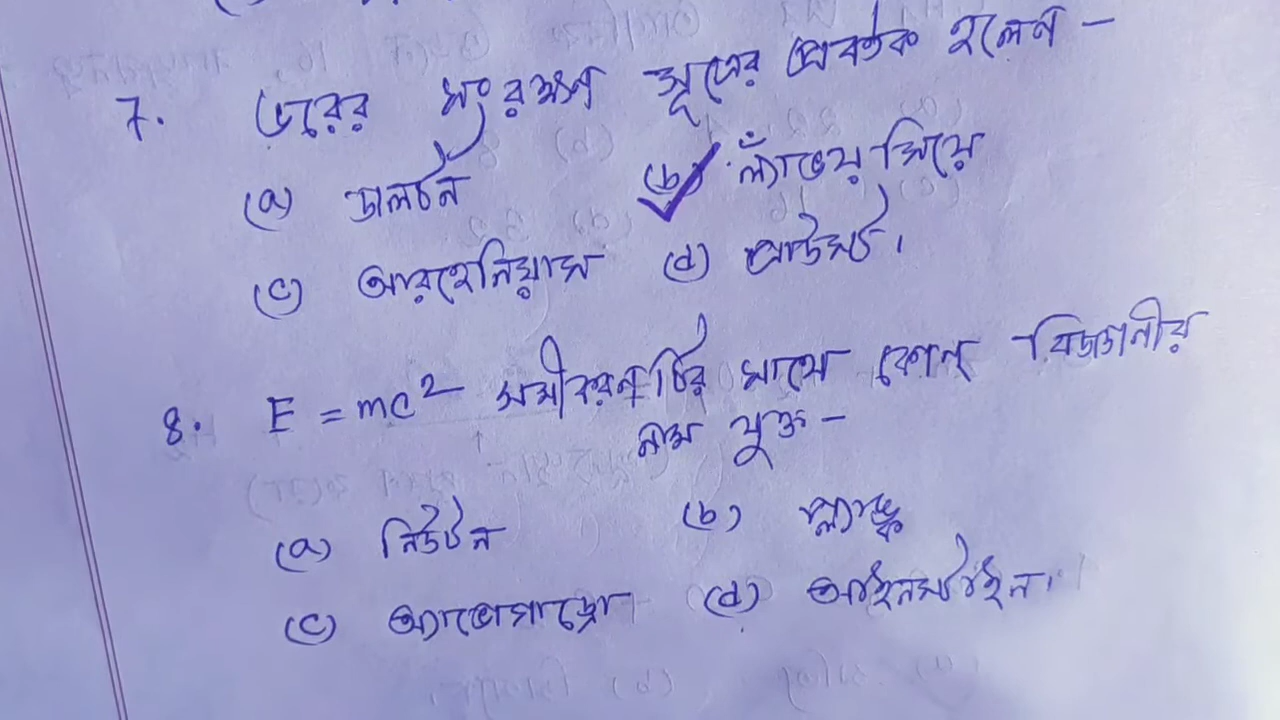 7. ভরের সংরক্ষণ সূত্রের প্রবর্তক হলেন –
(a) ডালটন (b) ল্যাঁভয়সিয়ে
(c) আরহেনিয়াস (d) প্রাউস্ট।
8. E = mc² সমীকরণটির সাথে কোন্ বিজ্ঞানীর
নাম যুক্ত –
(a) নিউটন (b) প্ল্যাঙ্ক
(c) অ্যাভোগাড্রো (d) আইনস্টাইন।